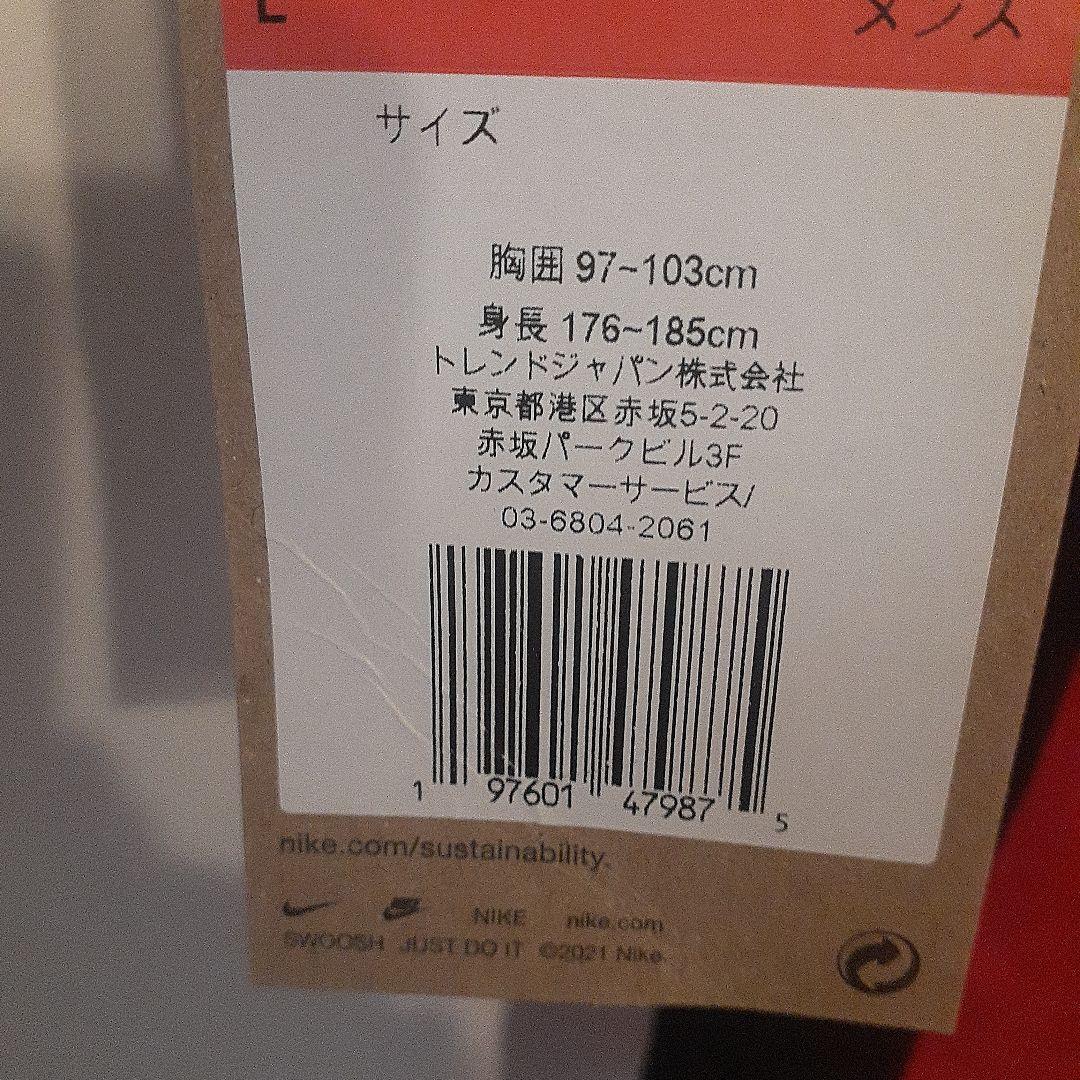 L メンズ
サイズ
胸囲 97~103cm
身長 176~185cm
トレンドジャパン株式会社
東京都港区赤坂5-2-20
赤坂パークビル3F
カスタマーサービス/
03-6804-2061
1 97601 47987 5
nike.com/sustainability.
NIKE nike.com
SWOOSH JUST DO IT ©2021 Nike.